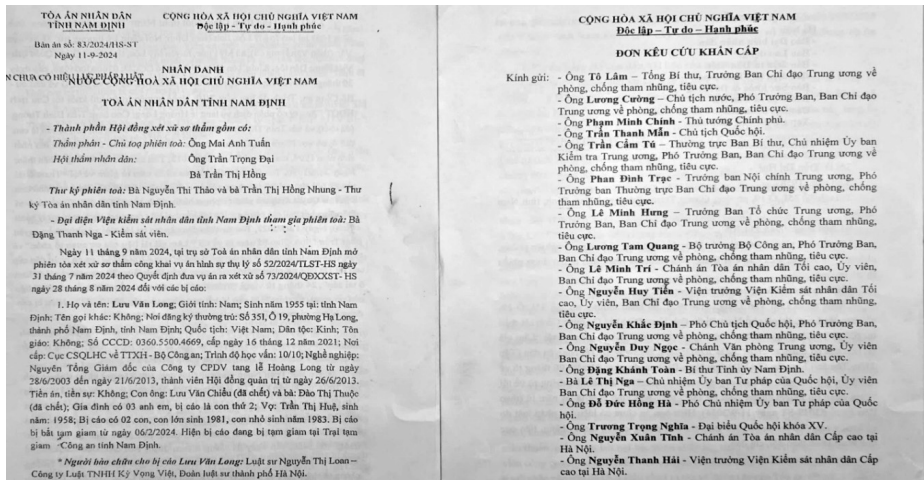 TÒA ÁN NHÂN DÂN
TỈNH NAM ĐỊNH
CỘNG HÒA XÃ HỘI CHỦ NGHĨA VIỆT NAM
Độc lập - Tự do - Hạnh phúc
Bản án số: 83/2024/HS-ST
Ngày 11-9-2024
N CHƯA CÓ HIỆU LỰC PHÁP LUẬT
NHÂN DANH
NƯỚC CỘNG HOÀ XÃ HỘI CHỦ NGHĨA VIỆT NAM
TOÀ ÁN NHÂN DÂN TỈNH NAM ĐỊNH
- Thành phần Hội đồng xét xử sơ thẩm gồm có:
Thẩm phán - Chủ toạ phiên toà: Ông Mai Anh Tuấn
Hội thẩm nhân dân: Ông Trần Trọng Đại
Bà Trần Thị Hồng
Thư ký phiên toà: Bà Nguyễn Thi Thảo và bà Trần Thị Hồng Nhung - Thư
ký Tòa án nhân dân tỉnh Nam Định.
- Đại diện Viện kiểm sát nhân dân tỉnh Nam Định tham gia phiên toà: Bà
Đặng Thanh Nga - Kiểm sát viên.
Ngày 11 tháng 9 năm 2024, tại trụ sở Toà án nhân dân tỉnh Nam Định mở
phiên tòa xét xử sơ thẩm công khai vụ án hình sự thụ lý số 52/2024/TLST-HS ngày
31 tháng 7 năm 2024 theo Quyết định đưa vụ án ra xét xử số 73/2024/QĐXXST- HS
ngày 28 tháng 8 năm 2024 đối với các bị cáo:
1. Họ và tên: Lưu Văn Long; Giới tính: Nam; Sinh năm 1955 tại: tỉnh Nam
Định; Tên gọi khác: Không; Nơi đăng ký thường trú: Số 351, Ô 19, phường Hạ Long,
thành phố Nam Định, tỉnh Nam Định; Quốc tịch: Việt Nam; Dân tộc: Kinh; Tôn
giáo: Không; Số CCCD: 0360.5500.4669, cấp ngày 16 tháng 12 năm 2021; Nơi
cấp: Cục CSQLHC về TTXH - Bộ Công an; Trình độ học vấn: 10/10; Nghề nghiệp:
Nguyên Tổng Giám đốc của Công ty CPDV tang lễ Hoàng Long từ ngày
28/6/2003 đến ngày 21/6/2013, thành viên Hội đồng quản trị từ ngày 26/6/2013.
Tiền án, tiền sự: Không; Con ông: Lưu Văn Chiểu (đã chết) và bà: Đào Thị Thuộc
(đã chết); Gia đình có 03 anh em, bị cáo là con thứ 2; Vợ: Trần Thị Huệ, sinh
năm: 1958; Bị cáo có 02 con, con lớn sinh 1981, con nhỏ sinh năm 1983. Bị cáo
bị bắt tạm giam từ ngày 06/2/2024. Hiện bị cáo đang bị tạm giam tại Trại tạm
giam Công an tỉnh Nam Định.
* Người bào chữa cho bị cáo Lưu Văn Long: Luật sư Nguyễn Thị Loan –
Công ty Luật TNHH Kỳ Vọng Việt, Đoàn luật sư thành phố Hà Nội.
CỘNG HÒA XÃ HỘI CHỦ NGHĨA VIỆT NAM
Độc lập – Tự do – Hạnh phúc
ĐƠN KÊU CỨU KHẨN CẤP
Kính gửi: - Ông Tô Lâm – Tổng Bí thư, Trưởng Ban Chỉ đạo Trung ương về
phòng, chống tham nhũng, tiêu cực.
- Ông Lương Cường – Chủ tịch nước, Phó Trưởng Ban, Ban Chỉ đạo
Trung ương về phòng, chống tham nhũng, tiêu cực.
- Ông Phạm Minh Chính - Thủ tướng Chính phủ.
- Ông Trần Thanh Mẫn - Chủ tịch Quốc hội.
- Ông Trần Cẩm Tú – Thường trực Ban Bí thư, Chủ nhiệm Ủy ban
Kiểm tra Trung ương, Phó Trưởng Ban, Ban Chỉ đạo Trung ương về
phòng, chống tham nhũng, tiêu cực.
- Ông Phan Đình Trạc - Trưởng ban Nội chính Trung ương, Phó
Trưởng ban Thường trực Ban Chỉ đạo Trung ương về phòng, chống
tham nhũng, tiêu cực.
- Ông Lê Minh Hưng – Trưởng Ban Tổ chức Trung ương, Phó
Trưởng Ban, Ban Chỉ đạo Trung ương về phòng, chống tham nhũng,
tiêu cực.
- Ông Lương Tam Quang - Bộ trưởng Bộ Công an, Phó Trưởng Ban,
Ban Chỉ đạo Trung ương về phòng, chống tham nhũng, tiêu cực.
- Ông Lê Minh Trí - Chánh án Tòa án nhân dân Tối cao, Ủy viên,
Ban Chỉ đạo Trung ương về phòng, chống tham nhũng, tiêu cực.
- Ông Nguyễn Huy Tiến - Viện trưởng Viện Kiểm sát nhân dân Tối
cao, Ủy viên, Ban Chỉ đạo Trung ương về phòng, chống tham nhũng,
tiêu cực.
- Ông Nguyễn Khắc Định – Phó Chủ tịch Quốc hội, Phó Trưởng Ban,
Ban Chỉ đạo Trung ương về phòng, chống tham nhũng, tiêu cực.
- Ông Nguyễn Duy Ngọc - Chánh Văn phòng Trung ương, Ủy viên
Ban Chỉ đạo Trung ương về phòng, chống tham nhũng, tiêu cực.
- Ông Đặng Khánh Toàn - Bí thư Tỉnh ủy Nam Định.
- Bà Lê Thị Nga – Chủ nhiệm Ủy ban Tư pháp của Quốc hội, Ủy viên
Ban Chỉ đạo Trung ương về phòng, chống tham nhũng, tiêu cực.
- Ông Đỗ Đức Hồng Hà - Phó Chủ nhiệm Ủy ban Tư pháp của Quốc
hội.
- Ông Trương Trọng Nghĩa - Đại biểu Quốc hội khóa XV.
- Ông Nguyễn Xuân Tĩnh - Chánh án Tòa án nhân dân Cấp cao tại
Hà Nội.
- Ông Nguyễn Thanh Hải - Viện trưởng Viện Kiểm sát nhân dân Cấp
cao tại Hà Nội.